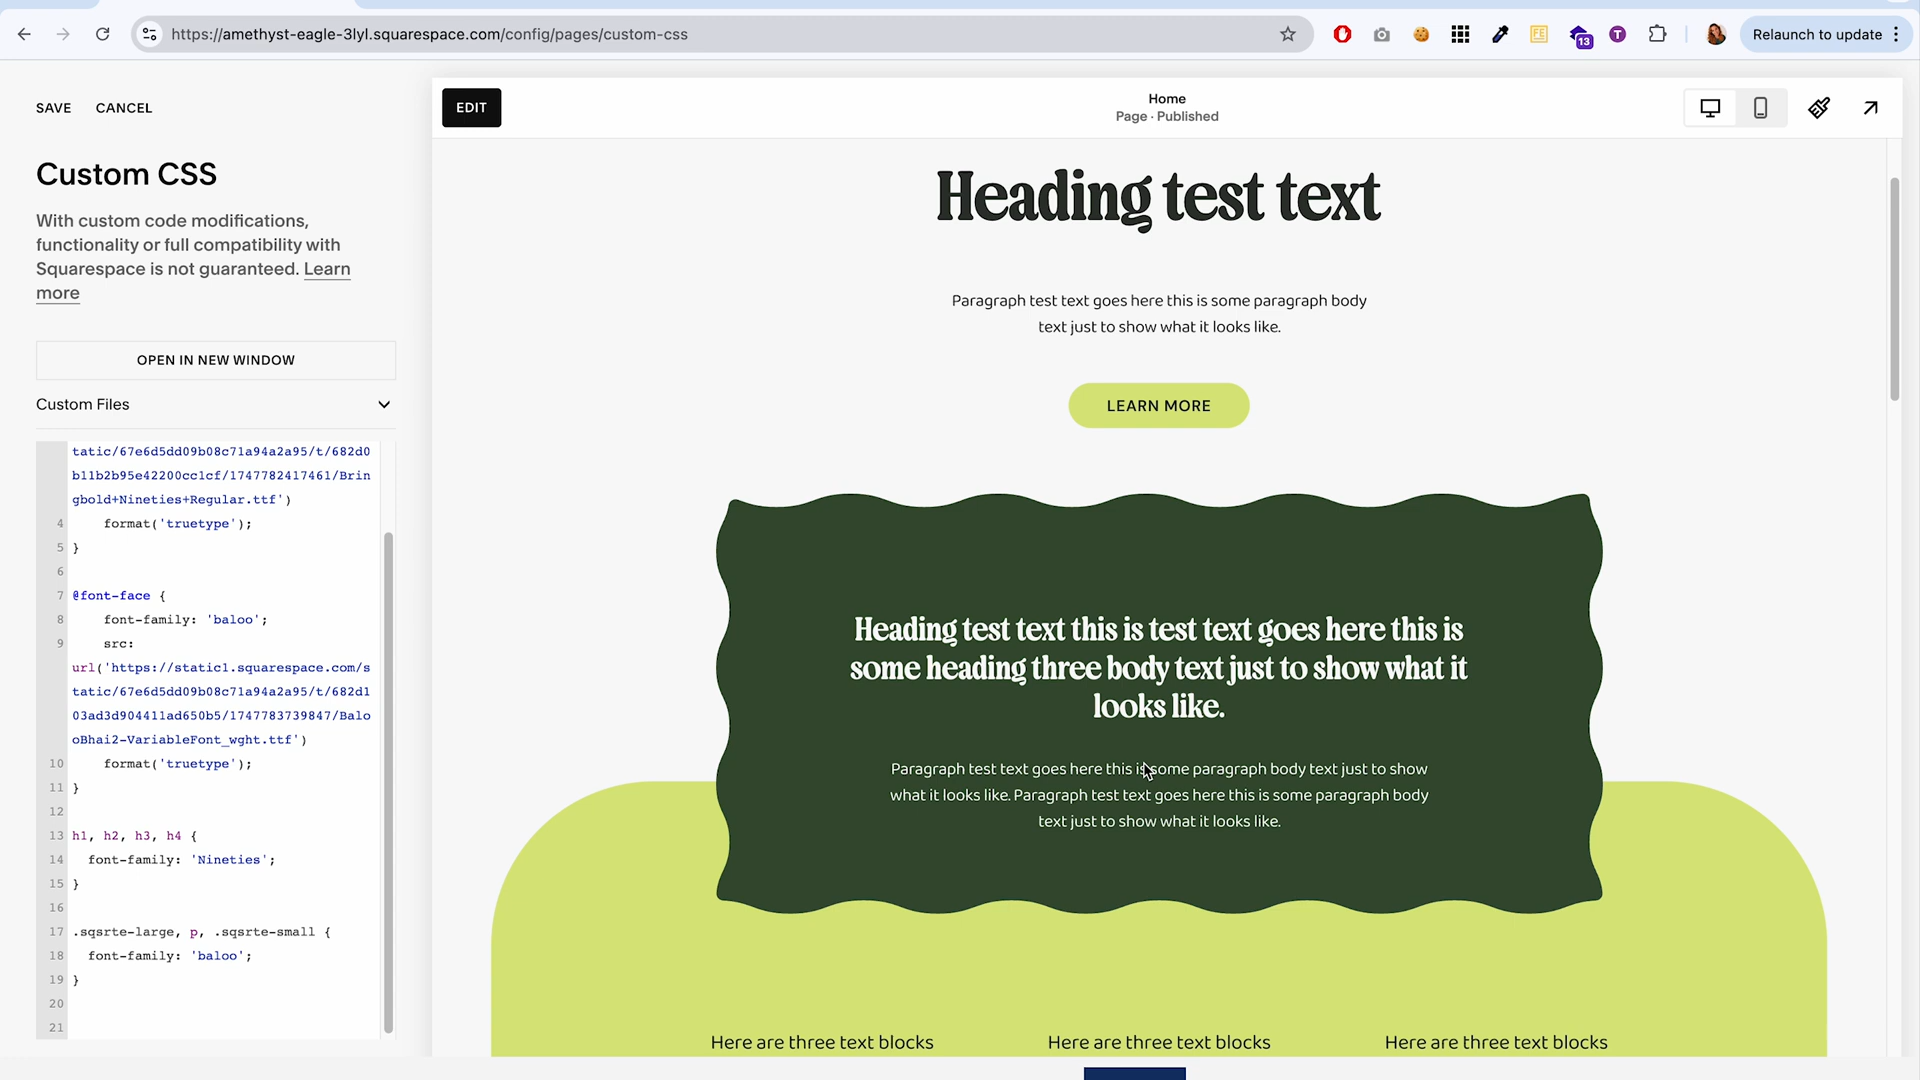 https://amethyst-eagle-3lyl.squarespace.com/config/pages/custom-css
FE
13
T
Relaunch to update
SAVE
CANCEL
Custom CSS
With custom code modifications,
functionality or full compatibility with
Squarespace is not guaranteed. Learn
more
OPEN IN NEW WINDOW
Custom Files
tatic/67e6d5dd09b08c71a94a2a95/t/682d0
b11b2b95e42200cc1cf/1747782417461/Brin
gbold+Nineties+Regular.ttf')
4 format('truetype');
5 }
6
7 @font-face {
8 font-family: 'baloo';
9 src:
url('https://static1.squarespace.com/s
tatic/67e6d5dd09b08c71a94a2a95/t/682d1
03ad3d904411ad650b5/1747783739847/Balo
oBhai2-VariableFont_wght.ttf')
10 format('truetype');
11 }
12
13 h1, h2, h3, h4 {
14 font-family: 'Nineties';
15 }
16
17 .sqsrte-large, p, .sqsrte-small {
18 font-family: 'baloo';
19 }
20
21
EDIT
Home
Page · Published
Heading test text
Paragraph test text goes here this is some paragraph body
text just to show what it looks like.
LEARN MORE
Heading test text this is test text goes here this is
some heading three body text just to show what it
looks like.
Paragraph test text goes here this is some paragraph body text just to show
what it looks like. Paragraph test text goes here this is some paragraph body
text just to show what it looks like.
Here are three text blocks
Here are three text blocks
Here are three text blocks